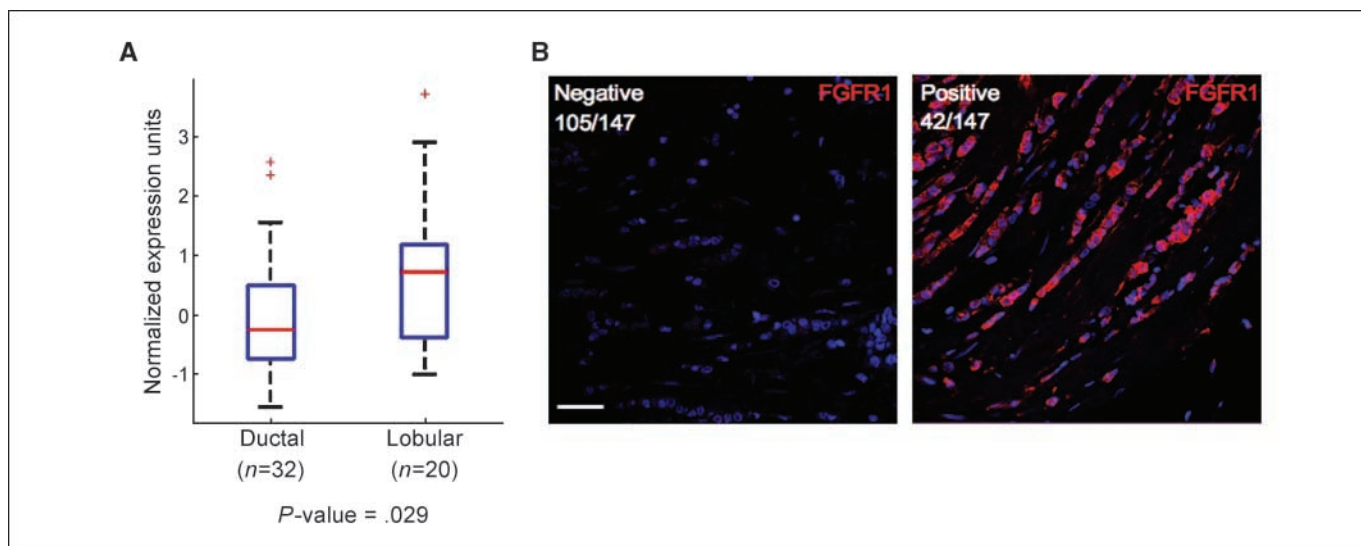 A
Normalized expression units
3
2
1
0
-1
Ductal
(n=32)
Lobular
(n=20)
P-value = .029
B
Negative
105/147
FGFR1
Positive
42/147
FGFR1